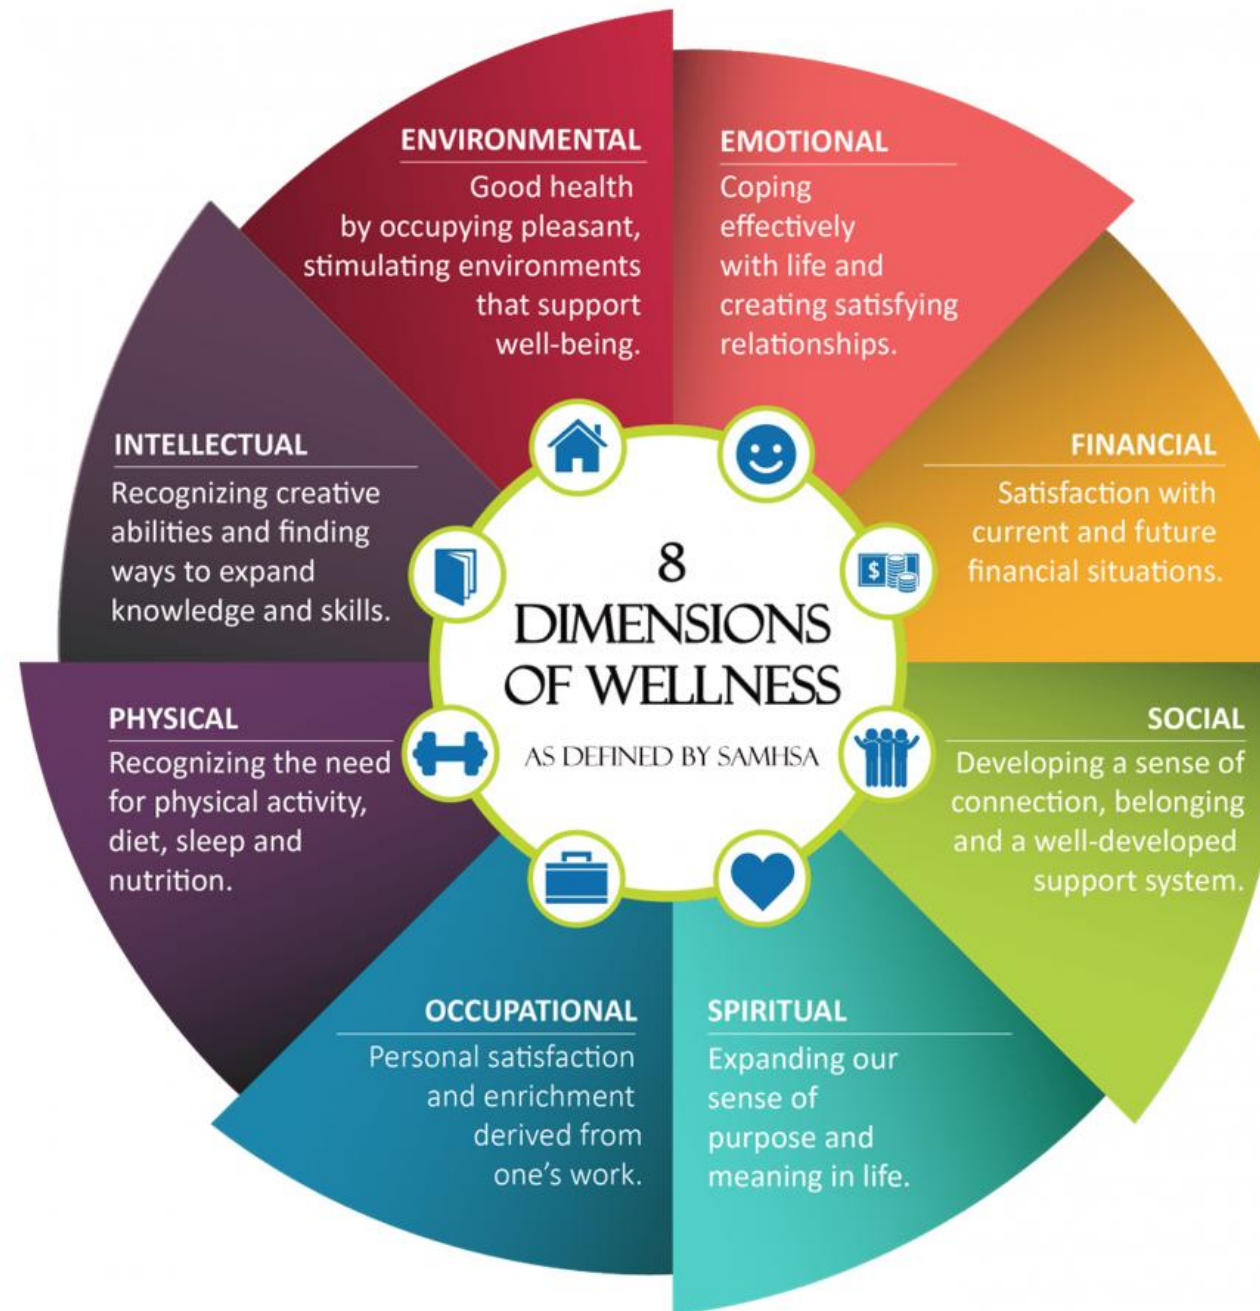 ENVIRONMENTAL
Good health
by occupying pleasant,
stimulating environments
that support
well-being.
EMOTIONAL
Coping
effectively
with life and
creating satisfying
relationships.
INTELLECTUAL
Recognizing creative
abilities and finding
ways to expand
knowledge and skills.
FINANCIAL
Satisfaction with
current and future
financial situations.
$
8
DIMENSIONS
OF WELLNESS
AS DEFINED BY SAMHSA
PHYSICAL
Recognizing the need
for physical activity,
diet, sleep and
nutrition.
SOCIAL
Developing a sense of
connection, belonging
and a well-developed
support system.
OCCUPATIONAL
Personal satisfaction
and enrichment
derived from
one’s work.
SPIRITUAL
Expanding our
sense of
purpose and
meaning in life.